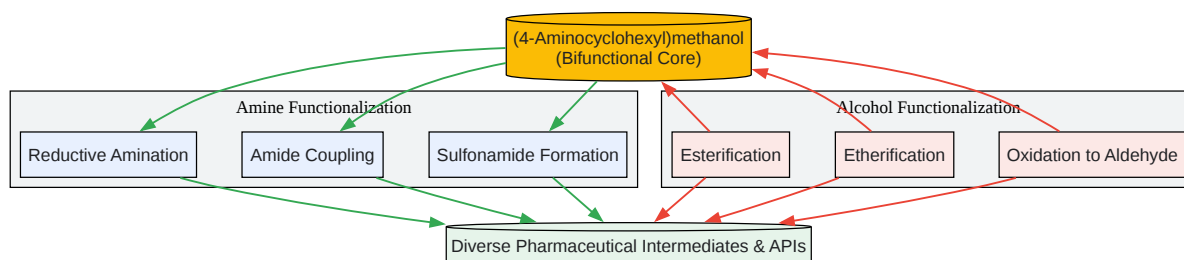 (4-Aminocyclohexyl)methanol
(Bifunctional Core)
Amine Functionalization
Alcohol Functionalization
Reductive Amination
Amide Coupling
Sulfonamide Formation
Esterification
Etherification
Oxidation to Aldehyde
Diverse Pharmaceutical Intermediates & APIs